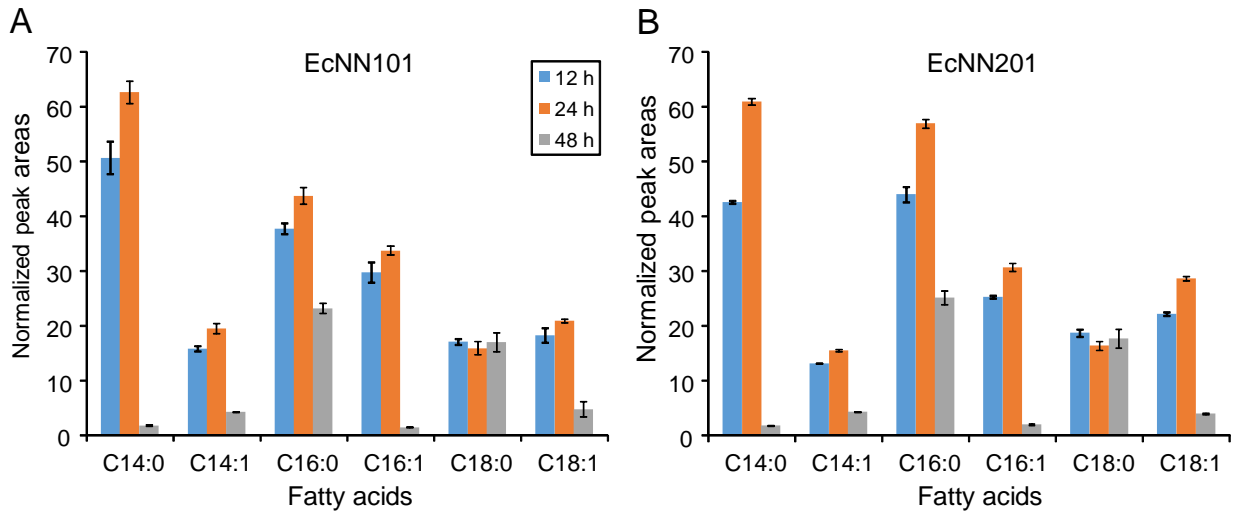 A
EcNN101
12 h
24 h
48 h
Normalized peak areas
70
60
50
40
30
20
10
0
C14:0 C14:1 C16:0 C16:1 C18:0 C18:1
Fatty acids
B
EcNN201
Normalized peak areas
70
60
50
40
30
20
10
0
C14:0 C14:1 C16:0 C16:1 C18:0 C18:1
Fatty acids